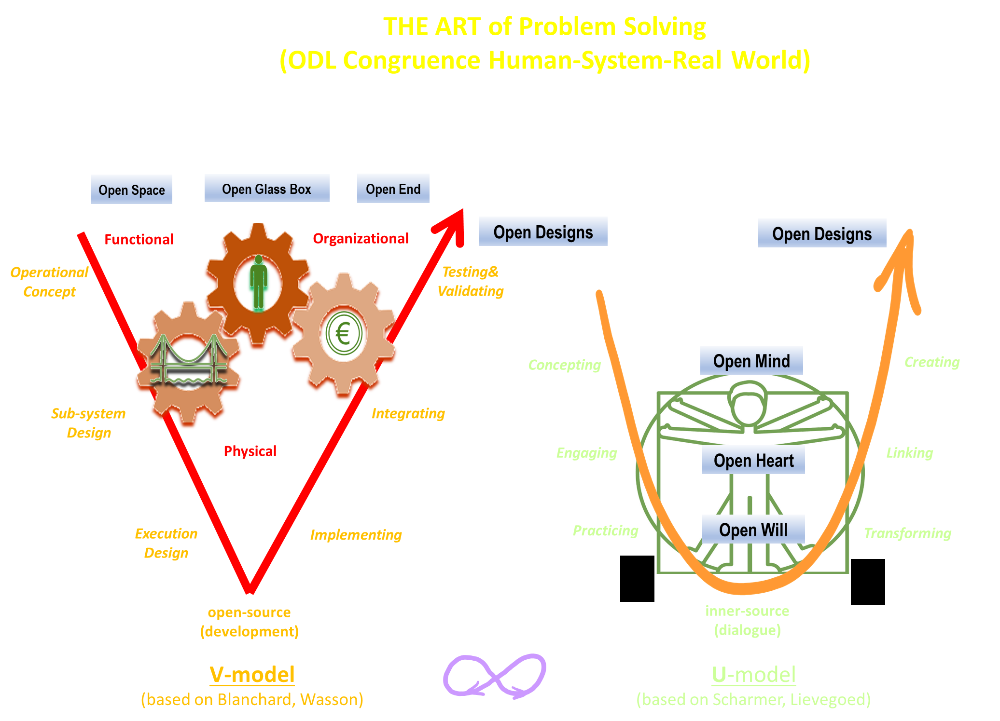 THE ART of Problem Solving
(ODL Congruence Human-System-Real World)
Open Space
Open Glass Box
Open End
Functional
Organizational
Operational
Concept
Testing&
Validating
€
Sub-system
Design
Integrating
Physical
Execution
Design
Implementing
open-source
(development)
V-model
(based on Blanchard, Wasson)
Open Designs
Open Designs
Open Mind
Concepting
Creating
Open Heart
Engaging
Linking
Open Will
Practicing
Transforming
inner-source
(dialogue)
U-model
(based on Scharmer, Lievegoed)